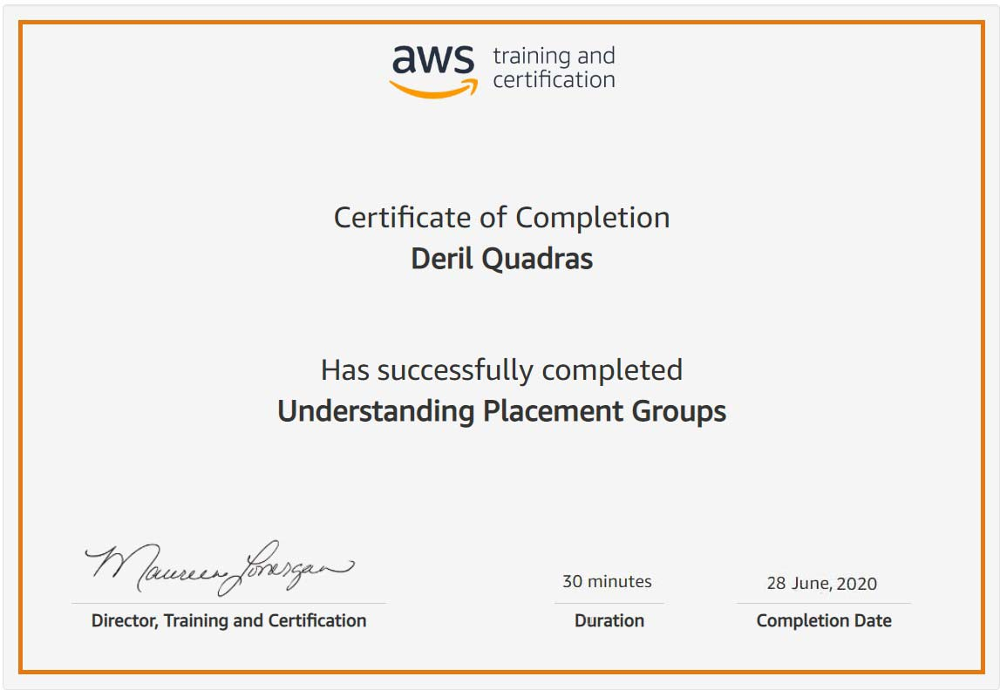 aws training and
certification
Certificate of Completion
Deril Quadras
Has successfully completed
Understanding Placement Groups
Maureen Lonergan
30 minutes
28 June, 2020
Director, Training and Certification
Duration
Completion Date